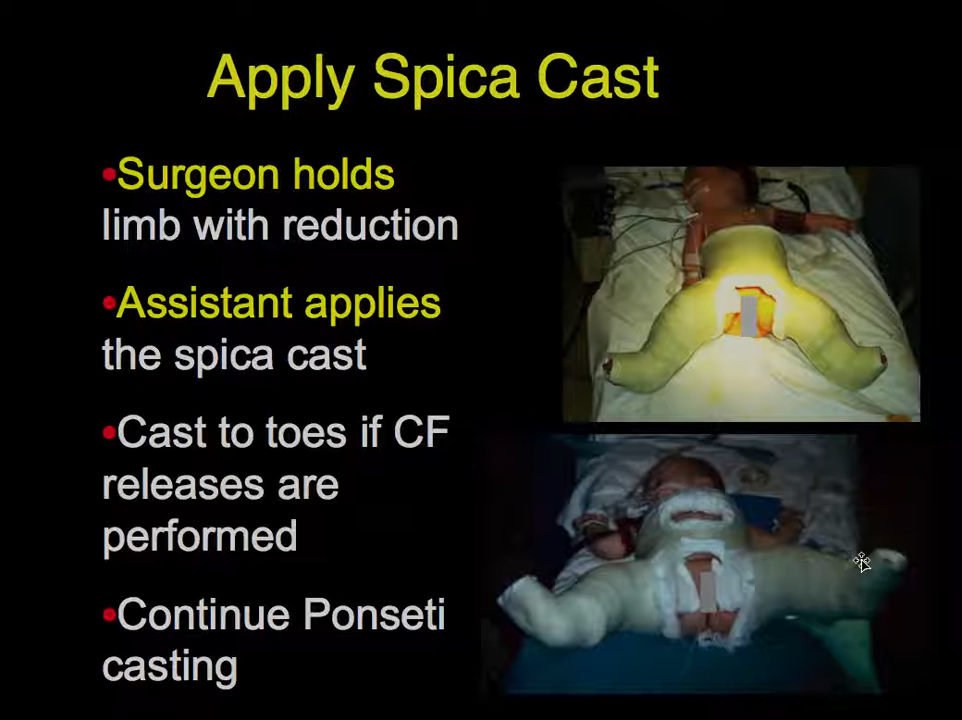 Apply Spica Cast
•Surgeon holds
limb with reduction
•Assistant applies
the spica cast
•Cast to toes if CF
releases are
performed
•Continue Ponseti
casting